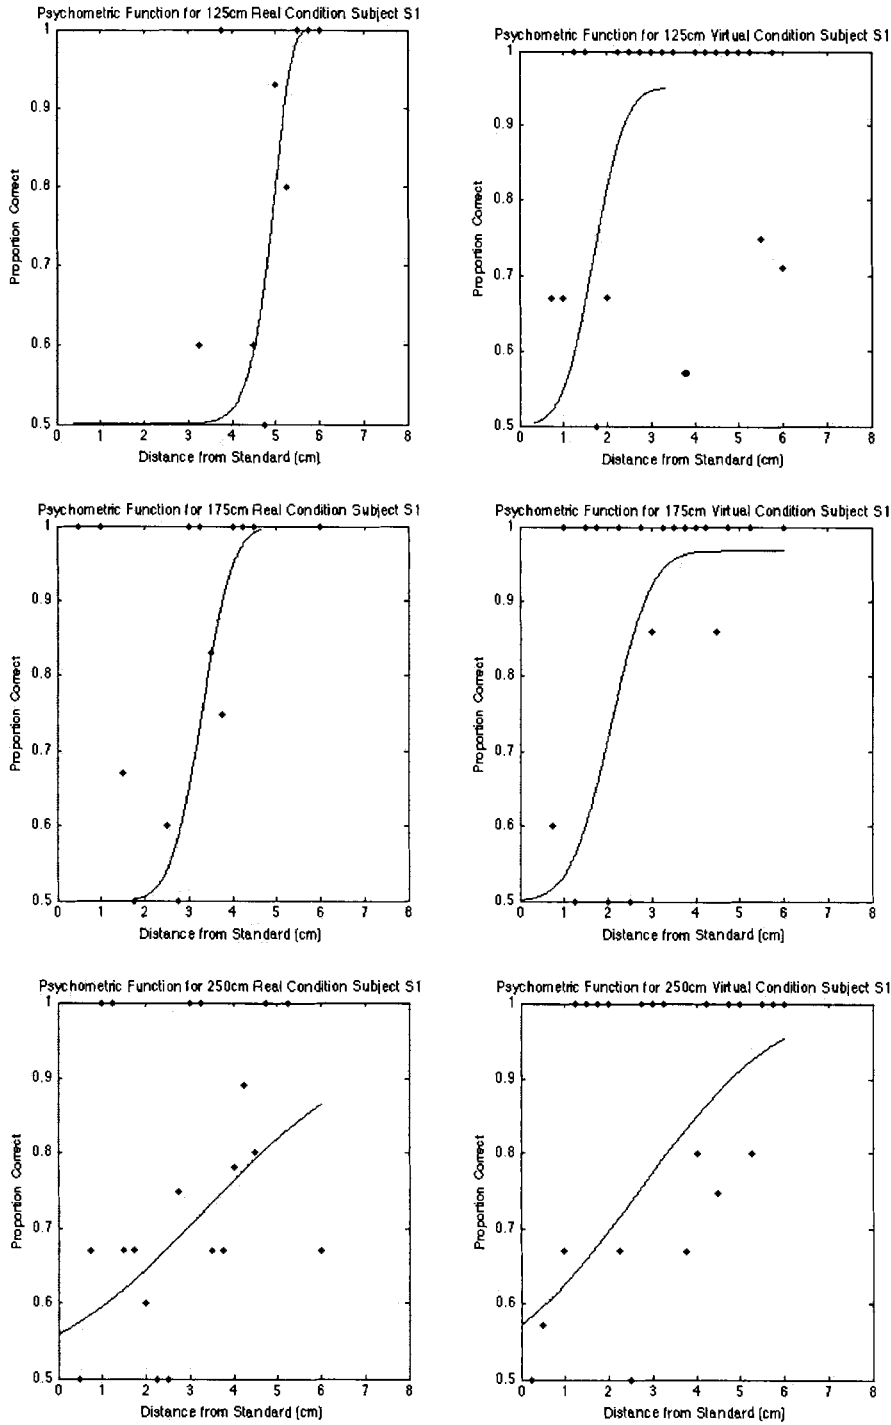 Psychometric Function for 125cm Real Condition Subject S1
1
0.9
0.8
0.7
0.6
0.5
Proportion Correct
0 1 2 3 4 5 6 7 8
Distance from Standard (cm)
Psychometric Function for 125cm Virtual Condition Subject S1
1
0.9
0.8
0.7
0.6
0.5
Proportion Correct
0 1 2 3 4 5 6 7 8
Distance from Standard (cm)
Psychometric Function for 175cm Real Condition Subject S1
1
0.9
0.8
0.7
0.6
0.5
Proportion Correct
0 1 2 3 4 5 6 7 8
Distance from Standard (cm)
Psychometric Function for 175cm Virtual Condition Subject S1
1
0.9
0.8
0.7
0.6
0.5
Proportion Correct
0 1 2 3 4 5 6 7 8
Distance from Standard (cm)
Psychometric Function for 250cm Real Condition Subject S1
1
0.9
0.8
0.7
0.6
0.5
Proportion Correct
0 1 2 3 4 5 6 7 8
Distance from Standard (cm)
Psychometric Function for 250cm Virtual Condition Subject S1
1
0.9
0.8
0.7
0.6
0.5
Proportion Correct
0 1 2 3 4 5 6 7 8
Distance from Standard (cm)